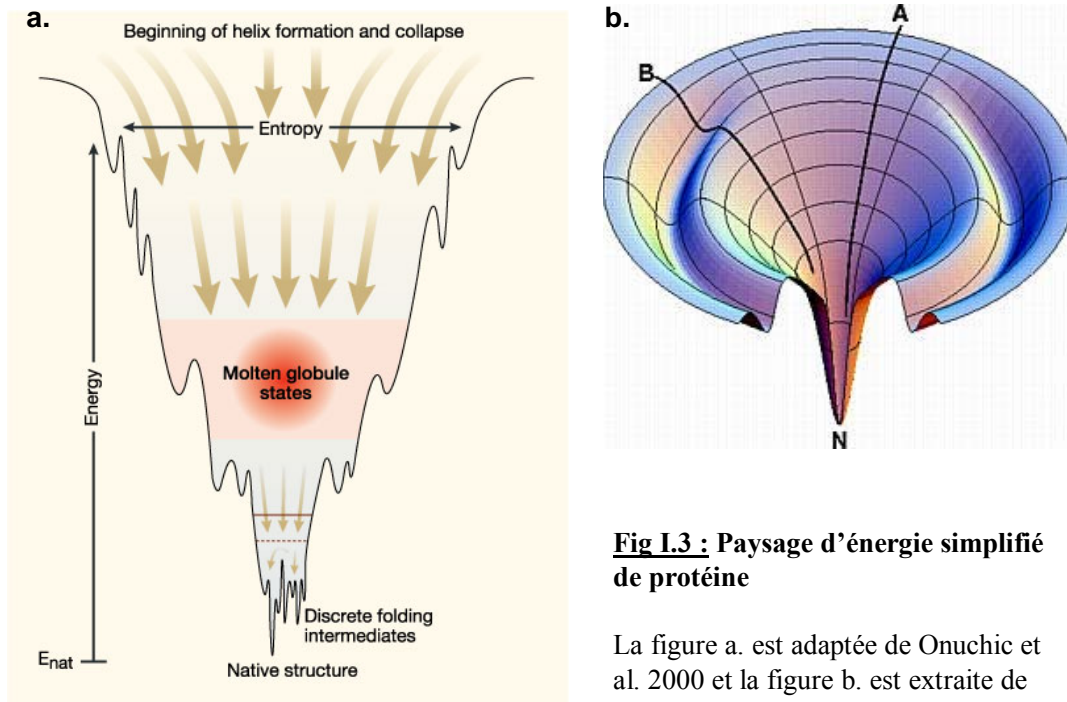 a.
Beginning of helix formation and collapse
Entropy
Energy
Molten globule
states
Discrete folding
intermediates
Enat
Native structure
b.
A
B
N
Fig I.3 : Paysage d’énergie simplifié
de protéine
La figure a. est adaptée de Onuchic et
al. 2000 et la figure b. est extraite de